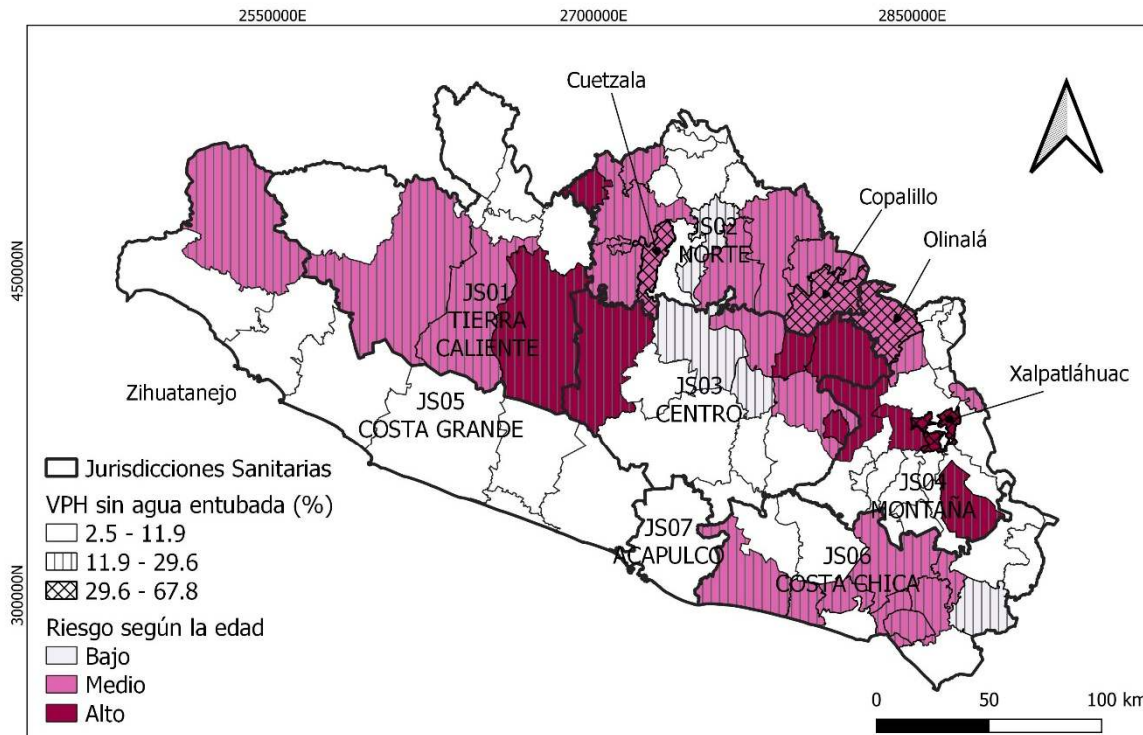 2550000E
2700000E
2850000E
Cuetzala
Copalillo
Olinalá
4500000N
JS02
NORTE
JS01
TIERRA
CALIENTE
Xalpatláhuac
Zihuatanejo
JS05
COSTA GRANDE
JS03
CENTRO
JS04
MONTAÑA
JS07
ACAPULCO
JS06
COSTA CHICA
3000000N
Jurisdicciones Sanitarias
VPH sin agua entubada (%)
2.5 - 11.9
11.9 - 29.6
29.6 - 67.8
Riesgo según la edad
Bajo
Medio
Alto
0
50
100 km